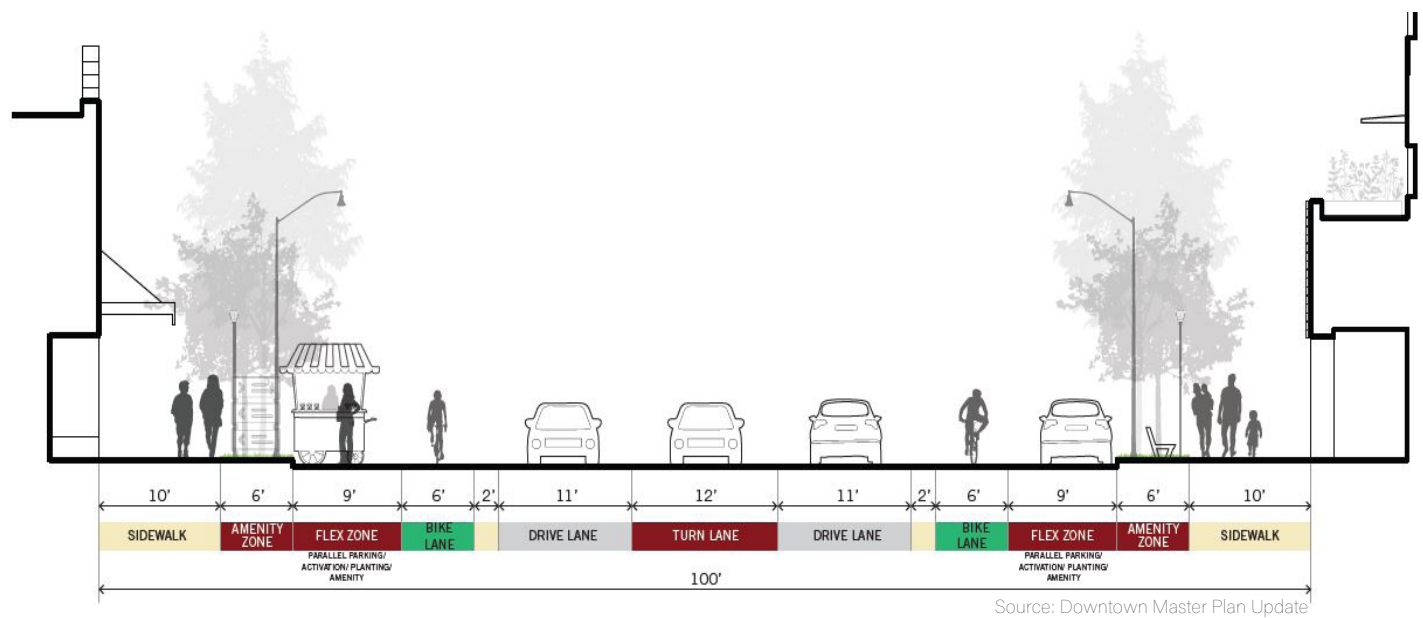 10' 6' 9' 6' 2' 11' 12' 11' 2' 6' 9' 6' 10'
SIDEWALK
AMENITY
ZONE
FLEX ZONE
PARALLEL PARKING/
ACTIVATION/ PLANTING/
AMENITY
BIKE
LANE
DRIVE LANE
TURN LANE
DRIVE LANE
BIKE
LANE
FLEX ZONE
PARALLEL PARKING/
ACTIVATION/ PLANTING/
AMENITY
AMENITY
ZONE
SIDEWALK
100'
Source: Downtown Master Plan Update